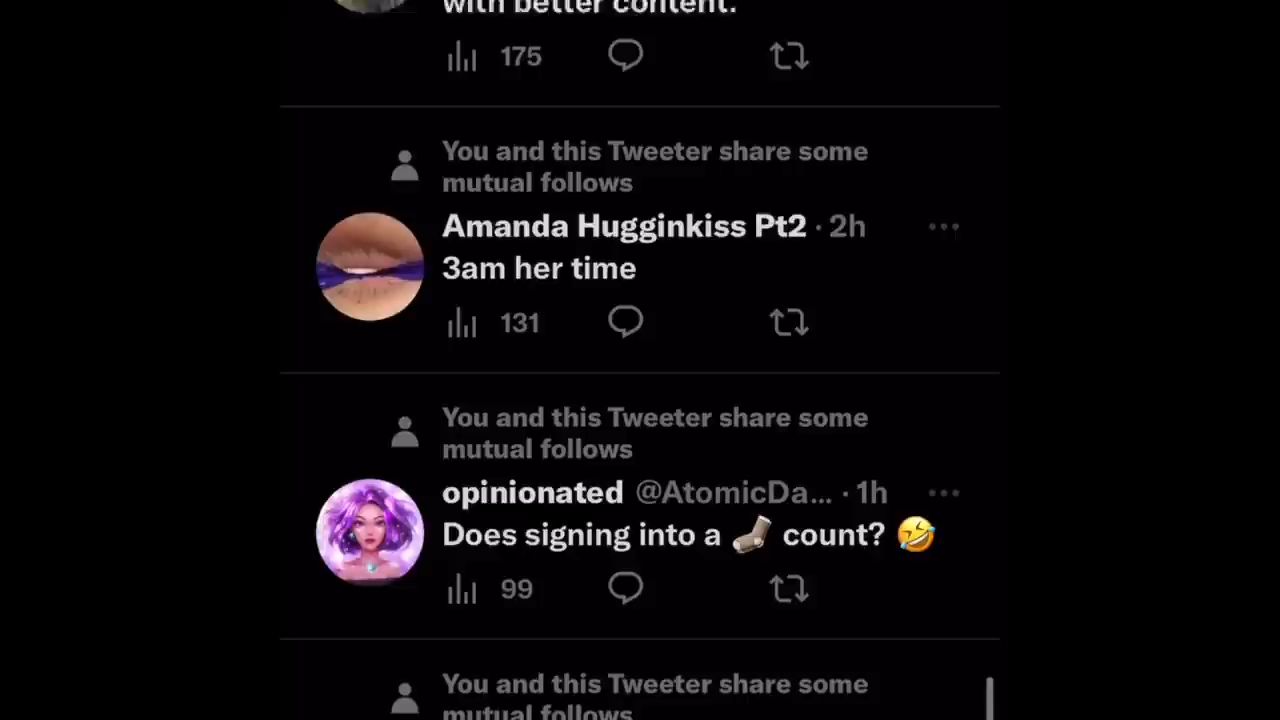 with better content.
175
You and this Tweeter share some
mutual follows
Amanda Hugginkiss Pt2 · 2h
3am her time
131
You and this Tweeter share some
mutual follows
opinionated @AtomicDa... · 1h
Does signing into a 🧦 count? 🤣
99
You and this Tweeter share some
mutual follows